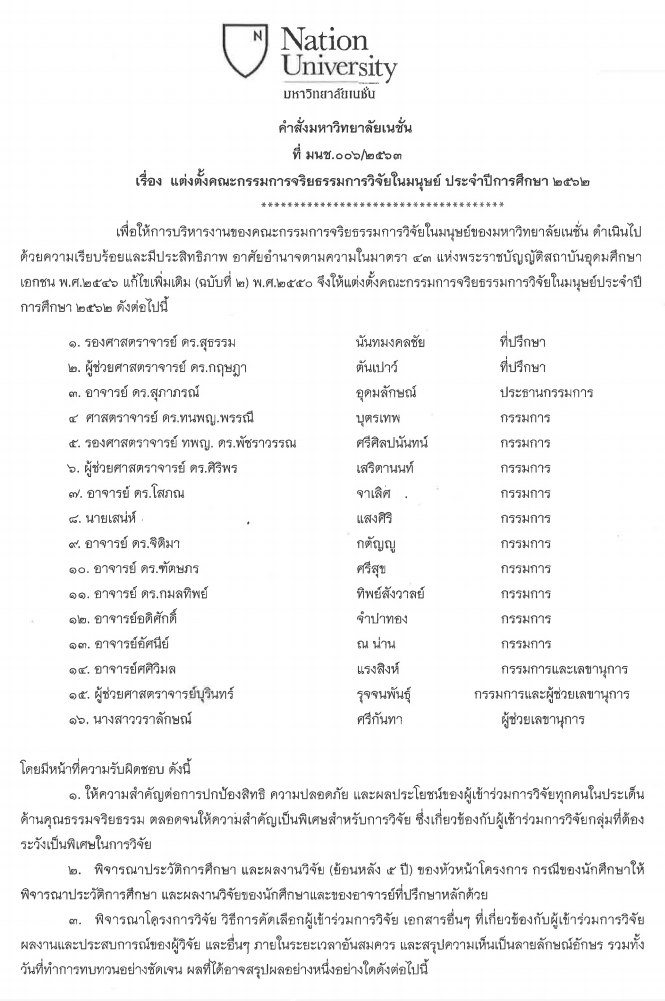 N Nation
University
มหาวิทยาลัยเนชั่น
คำสั่งมหาวิทยาลัยเนชั่น
ที่ มนช.๐๐๖/๒๕๖๓
เรื่อง แต่งตั้งคณะกรรมการจริยธรรมการวิจัยในมนุษย์ ประจำปีการศึกษา ๒๕๖๒
*************************************
เพื่อให้การบริหารงานของคณะกรรมการจริยธรรมการวิจัยในมนุษย์ของมหาวิทยาลัยเนชั่น ดำเนินไป
ด้วยความเรียบร้อยและมีประสิทธิภาพ อาศัยอำนาจตามความในมาตรา ๔๓ แห่งพระราชบัญญัติสถาบันอุดมศึกษา
เอกชน พ.ศ.๒๕๔๖ แก้ไขเพิ่มเติม (ฉบับที่ ๒) พ.ศ.๒๕๕๐ จึงให้แต่งตั้งคณะกรรมการจริยธรรมการวิจัยในมนุษย์ประจำปี
การศึกษา ๒๕๖๒ ดังต่อไปนี้
๑. รองศาสตราจารย์ ดร.สุธรรม นันทมงคลชัย ที่ปรึกษา
๒. ผู้ช่วยศาสตราจารย์ ดร.กฤษฎา ตันเปาว์ ที่ปรึกษา
๓. อาจารย์ ดร.สุภาภรณ์ อุดมลักษณ์ ประธานกรรมการ
๔ ศาสตราจารย์ ดร.ทนพญ.พรรณี บุตรเทพ กรรมการ
๕. รองศาสตราจารย์ ทพญ. ดร.พัชราวรรณ ศรีศิลปนันทน์ กรรมการ
๖. ผู้ช่วยศาสตราจารย์ ดร.ศิริพร เสริตานนท์ กรรมการ
๗. อาจารย์ ดร.โสภณ จาเลิศ กรรมการ
๘. นายเสน่ห์ แสงศิริ กรรมการ
๙. อาจารย์ ดร.จิติมา กตัญญู กรรมการ
๑๐. อาจารย์ ดร.ฑัตษภร ศรีสุข กรรมการ
๑๑. อาจารย์ ดร.กมลทิพย์ ทิพย์สังวาลย์ กรรมการ
๑๒. อาจารย์อดิศักดิ์ จำปาทอง กรรมการ
๑๓. อาจารย์อัศนีย์ ณ น่าน กรรมการ
๑๔. อาจารย์ศศิวิมล แรงสิงห์ กรรมการและเลขานุการ
๑๕. ผู้ช่วยศาสตราจารย์บุรินทร์ รุจจนพันธุ์ กรรมการและผู้ช่วยเลขานุการ
๑๖. นางสาววราลักษณ์ ศรีกันทา ผู้ช่วยเลขานุการ
โดยมีหน้าที่ความรับผิดชอบ ดังนี้
๑. ให้ความสำคัญต่อการปกป้องสิทธิ ความปลอดภัย และผลประโยชน์ของผู้เข้าร่วมการวิจัยทุกคนในประเด็น
ด้านคุณธรรมจริยธรรม ตลอดจนให้ความสำคัญเป็นพิเศษสำหรับการวิจัย ซึ่งเกี่ยวข้องกับผู้เข้าร่วมการวิจัยกลุ่มที่ต้อง
ระวังเป็นพิเศษในการวิจัย
๒. พิจารณาประวัติการศึกษา และผลงานวิจัย (ย้อนหลัง ๕ ปี) ของหัวหน้าโครงการ กรณีของนักศึกษาให้
พิจารณาประวัติการศึกษา และผลงานวิจัยของนักศึกษาและของอาจารย์ที่ปรึกษาหลักด้วย
๓. พิจารณาโครงการวิจัย วิธีการคัดเลือกผู้เข้าร่วมการวิจัย เอกสารอื่นๆ ที่เกี่ยวข้องกับผู้เข้าร่วมการวิจัย
ผลงานและประสบการณ์ของผู้วิจัย และอื่นๆ ภายในระยะเวลาอันสมควร และสรุปความเห็นเป็นลายลักษณ์อักษร รวมทั้ง
วันที่ทำการทบทวนอย่างชัดเจน ผลที่ได้อาจสรุปผลอย่างหนึ่งอย่างใดดังต่อไปนี้